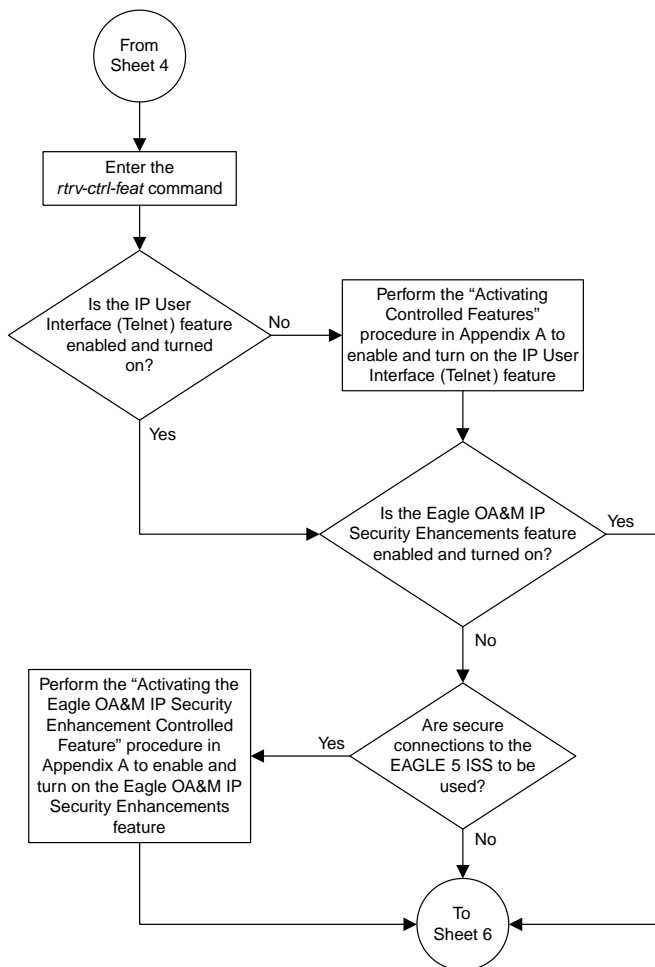 From
Sheet 4
Enter the
rtrv-ctrl-feat command
Is the IP User
Interface (Telnet) feature
enabled and turned
on?
No
Yes
Perform the “Activating
Controlled Features”
procedure in Appendix A to
enable and turn on the IP User
Interface (Telnet) feature
Is the Eagle OA&M IP
Security Ehancements feature
enabled and turned on?
Yes
No
Are secure
connections to the
EAGLE 5 ISS to be
used?
Yes
No
Perform the “Activating the
Eagle OA&M IP Security
Enhancement Controlled
Feature” procedure in
Appendix A to enable and
turn on the Eagle OA&M IP
Security Enhancements
feature
To
Sheet 6